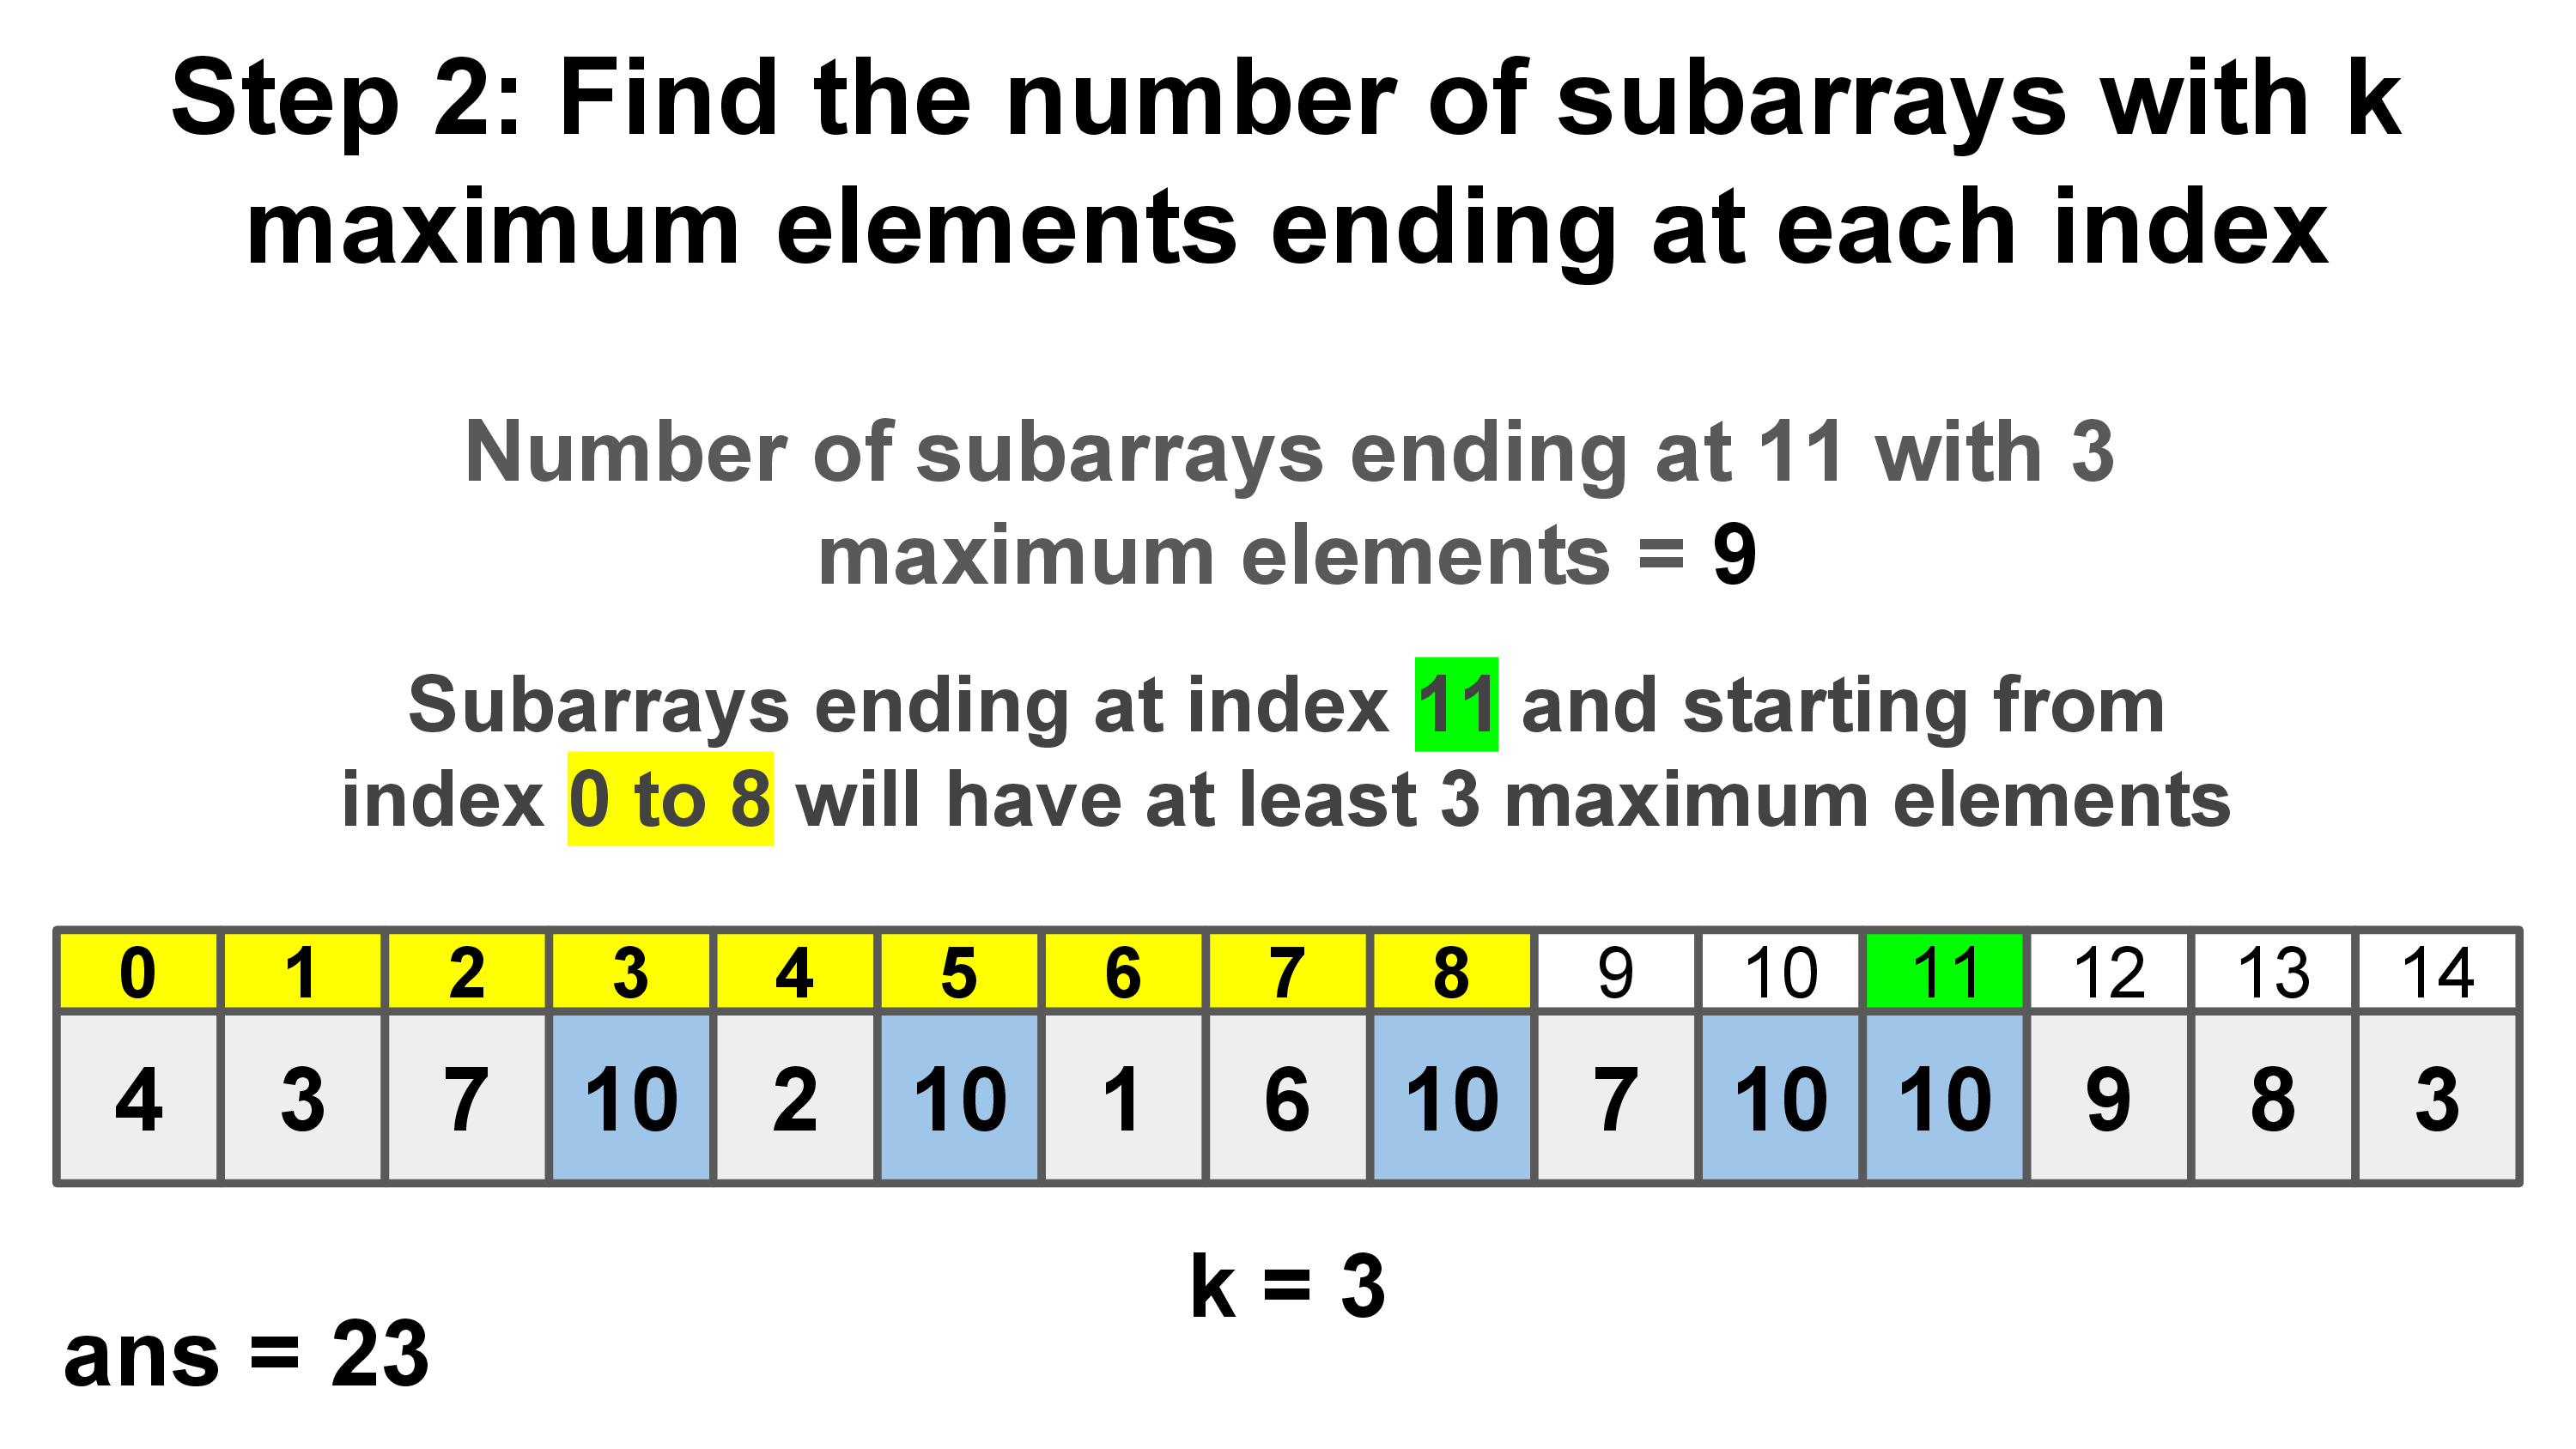 Step 2: Find the number of subarrays with k
maximum elements ending at each index
Number of subarrays ending at 11 with 3
maximum elements = 9
Subarrays ending at index 11 and starting from
index 0 to 8 will have at least 3 maximum elements
0 1 2 3 4 5 6 7 8 9 10 11 12 13 14
4 3 7 10 2 10 1 6 10 7 10 10 9 8 3
k = 3
ans = 23